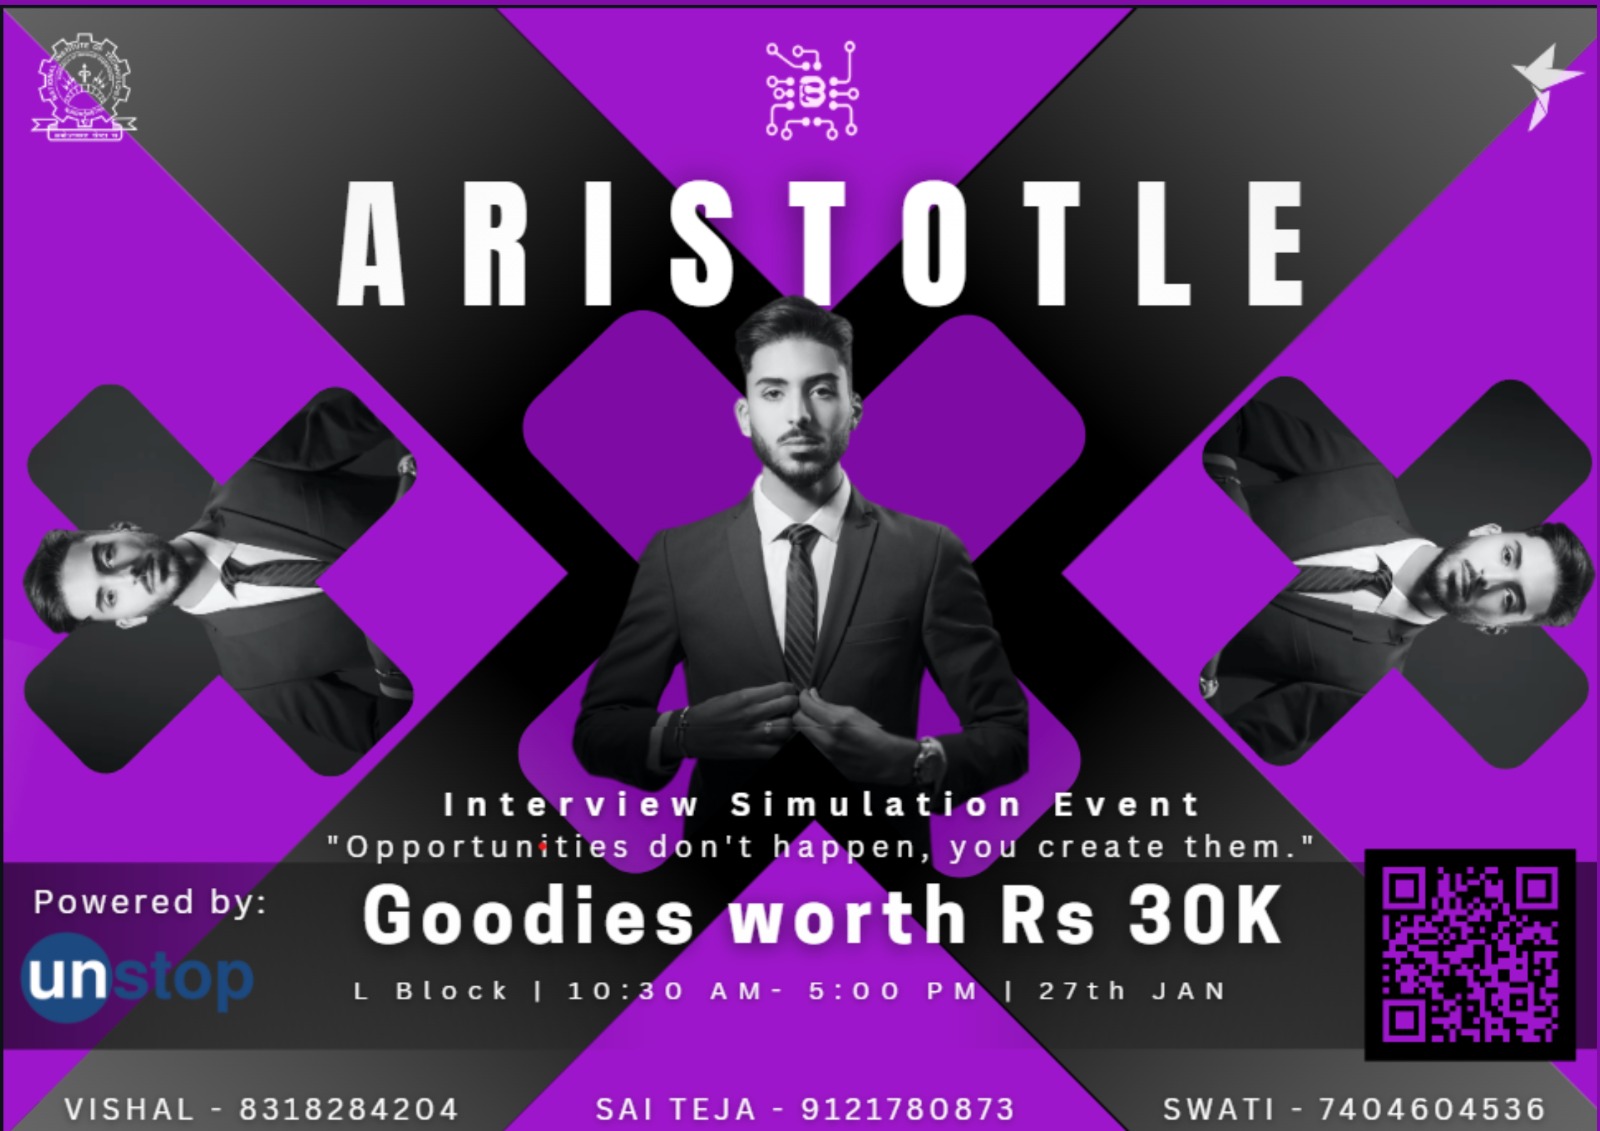 ARISTOTLE
Interview Simulation Event
"Opportunities don't happen, you create them."
Powered by:
Goodies worth Rs 30K
unstop
L Block | 10:30 AM- 5:00 PM | 27th JAN
VISHAL - 8318284204
SAI TEJA - 9121780873
SWATI - 7404604536